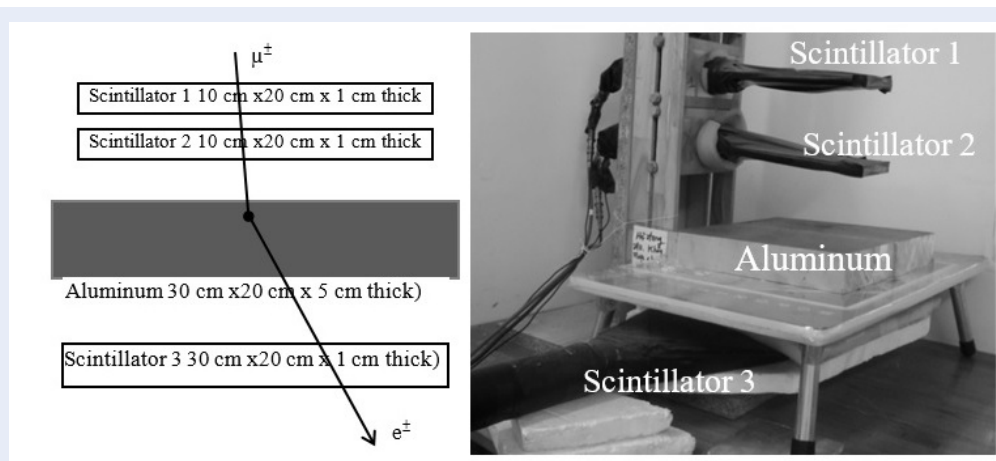 μ±
Scintillator 1 10 cm x20 cm x 1 cm thick
Scintillator 2 10 cm x20 cm x 1 cm thick
Aluminum 30 cm x20 cm x 5 cm thick)
Scintillator 3 30 cm x20 cm x 1 cm thick)
e±
Scintillator 1
Scintillator 2
Aluminum
Scintillator 3